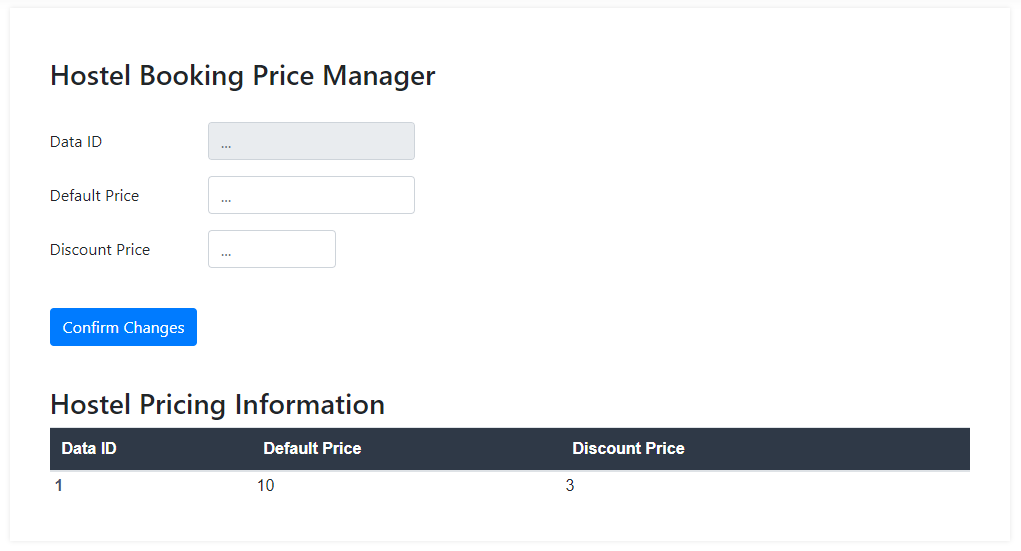 Hostel Booking Price Manager
Data ID ...
Default Price ...
Discount Price ...
Confirm Changes
Hostel Pricing Information
Data ID Default Price Discount Price
1 10 3